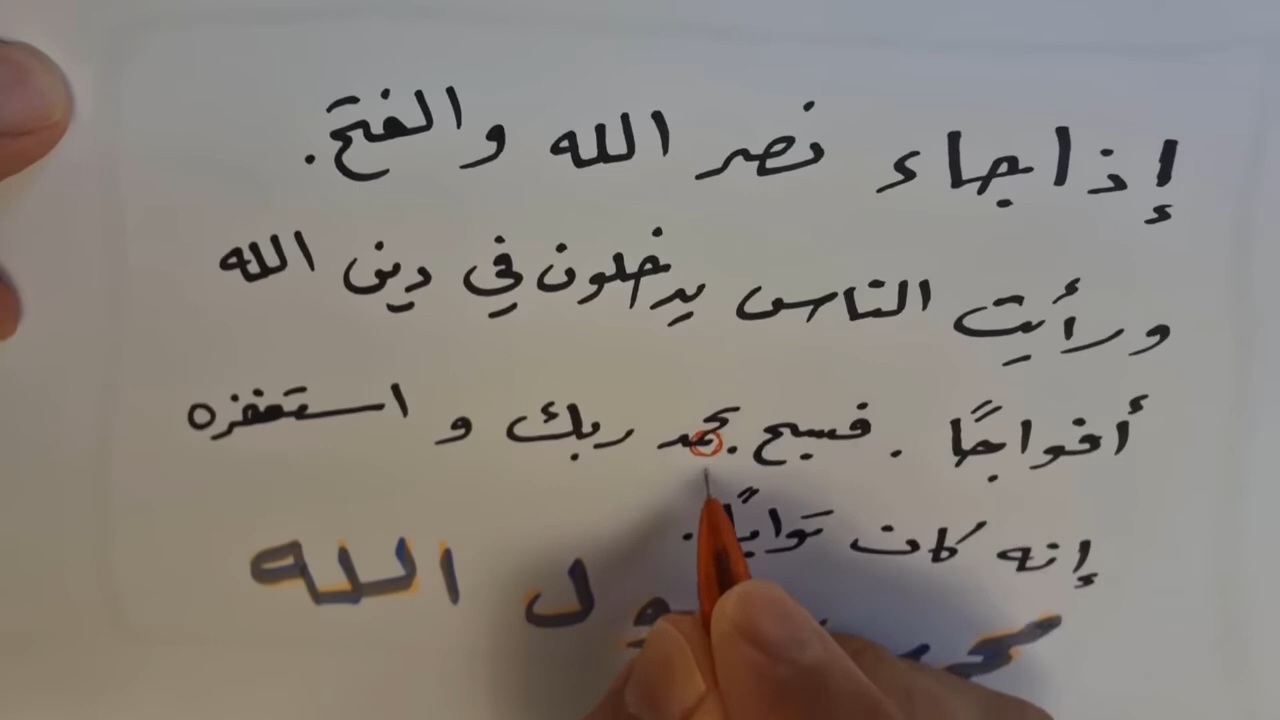 إذا جاء نصر الله والفتح.
ورأيت الناس يدخلون في دين الله
أفواجًا . فسبح بحمد ربك و استغفره
إنه كان توابًا.
الله